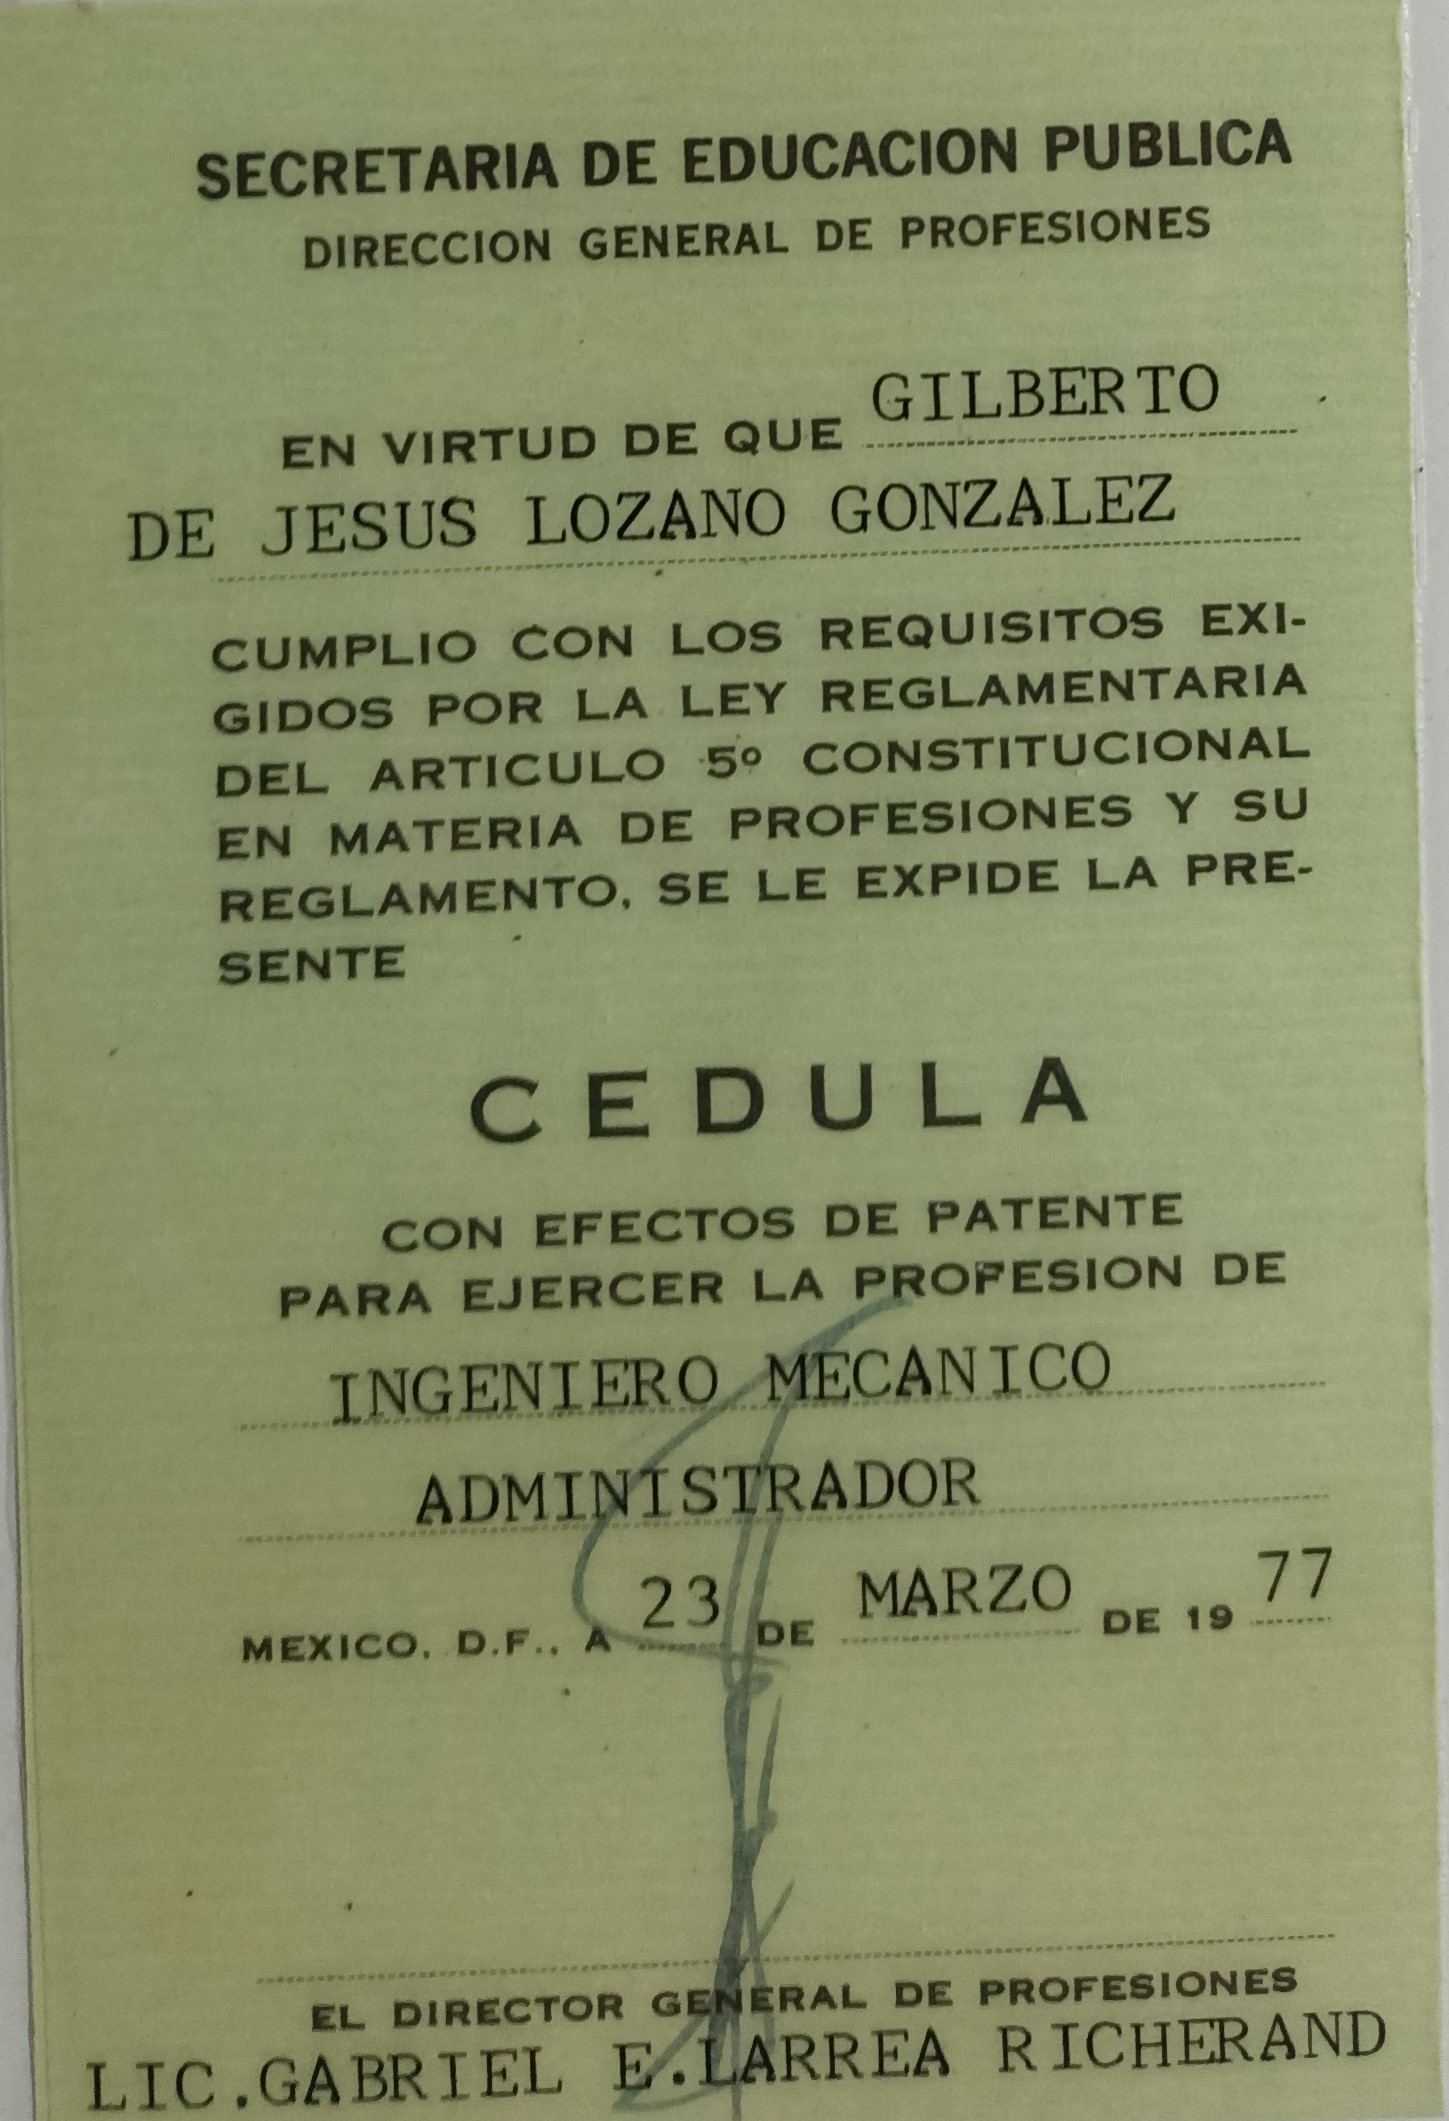 SECRETARIA DE EDUCACION PUBLICA
DIRECCION GENERAL DE PROFESIONES
EN VIRTUD DE QUE GILBERTO
DE JESUS LOZANO GONZALEZ
CUMPLIO CON LOS REQUISITOS EXI-
GIDOS POR LA LEY REGLAMENTARIA
DEL ARTICULO 5º CONSTITUCIONAL
EN MATERIA DE PROFESIONES Y SU
REGLAMENTO, SE LE EXPIDE LA PRE-
SENTE
CEDULA
CON EFECTOS DE PATENTE
PARA EJERCER LA PROFESION DE
INGENIERO MECANICO
ADMINISTRADOR
MEXICO, D.F., A 23 DE MARZO DE 1977
EL DIRECTOR GENERAL DE PROFESIONES
LIC.GABRIEL E.LARREA RICHERAND